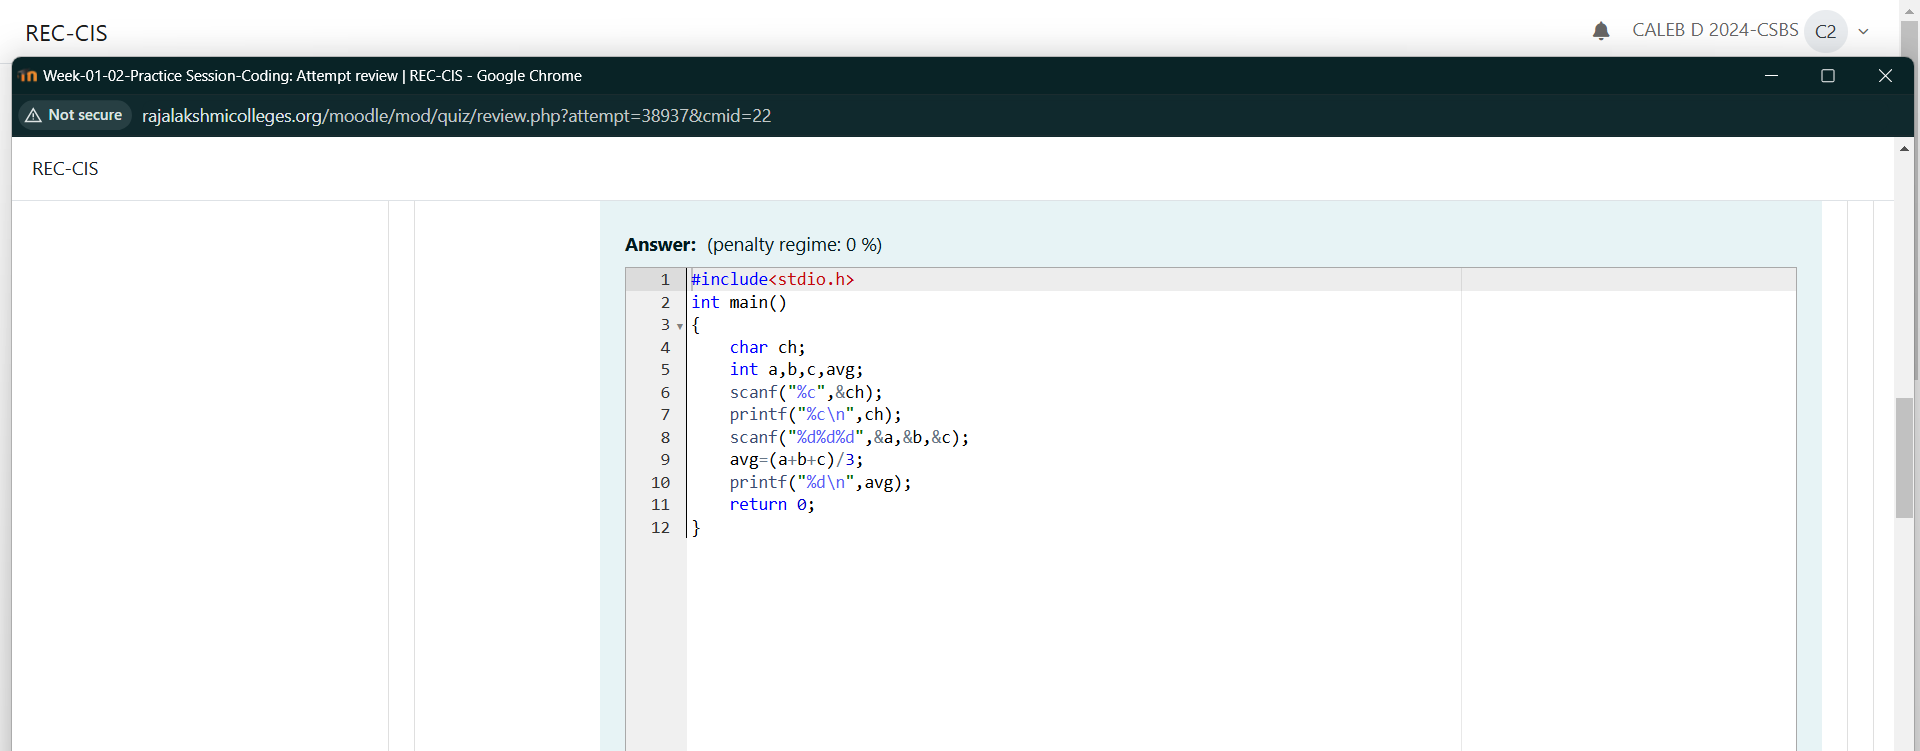 REC-CIS
CALEB D 2024-CSBS C2
Week-01-02-Practice Session-Coding: Attempt review | REC-CIS - Google Chrome
Not secure rajalakshmicolleges.org/moodle/mod/quiz/review.php?attempt=38937&cmid=22
REC-CIS
Answer: (penalty regime: 0 %)
1 #include<stdio.h>
2 int main()
3 {
4 char ch;
5 int a,b,c,avg;
6 scanf("%c",&ch);
7 printf("%c\n",ch);
8 scanf("%d%d%d",&a,&b,&c);
9 avg=(a+b+c)/3;
10 printf("%d\n",avg);
11 return 0;
12 }